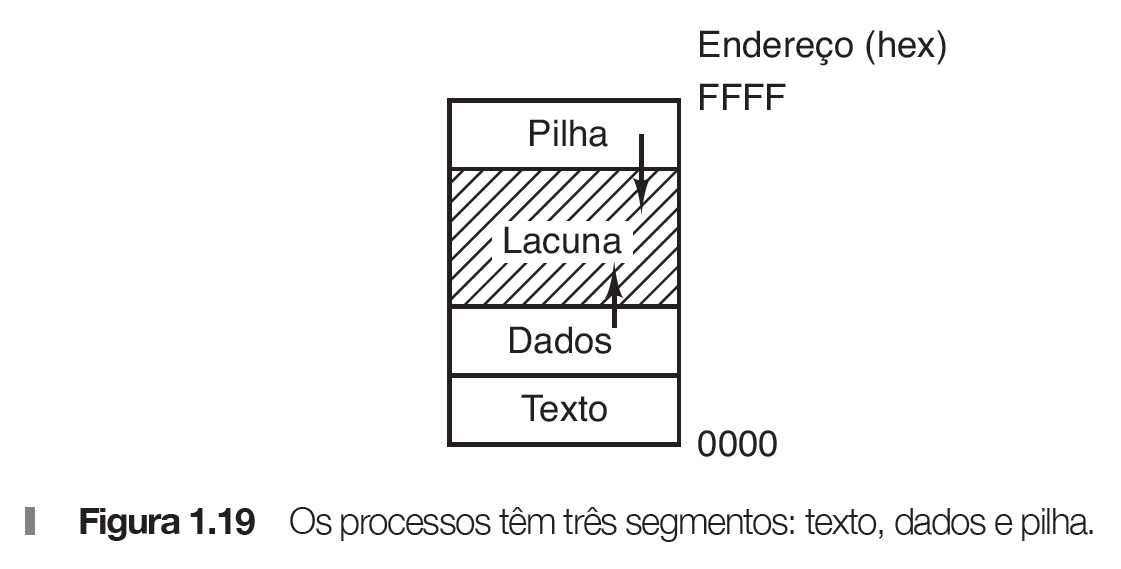 Endereço (hex)
FFFF
Pilha
Lacuna
Dados
Texto
0000
Figura 1.19 Os processos têm três segmentos: texto, dados e pilha.